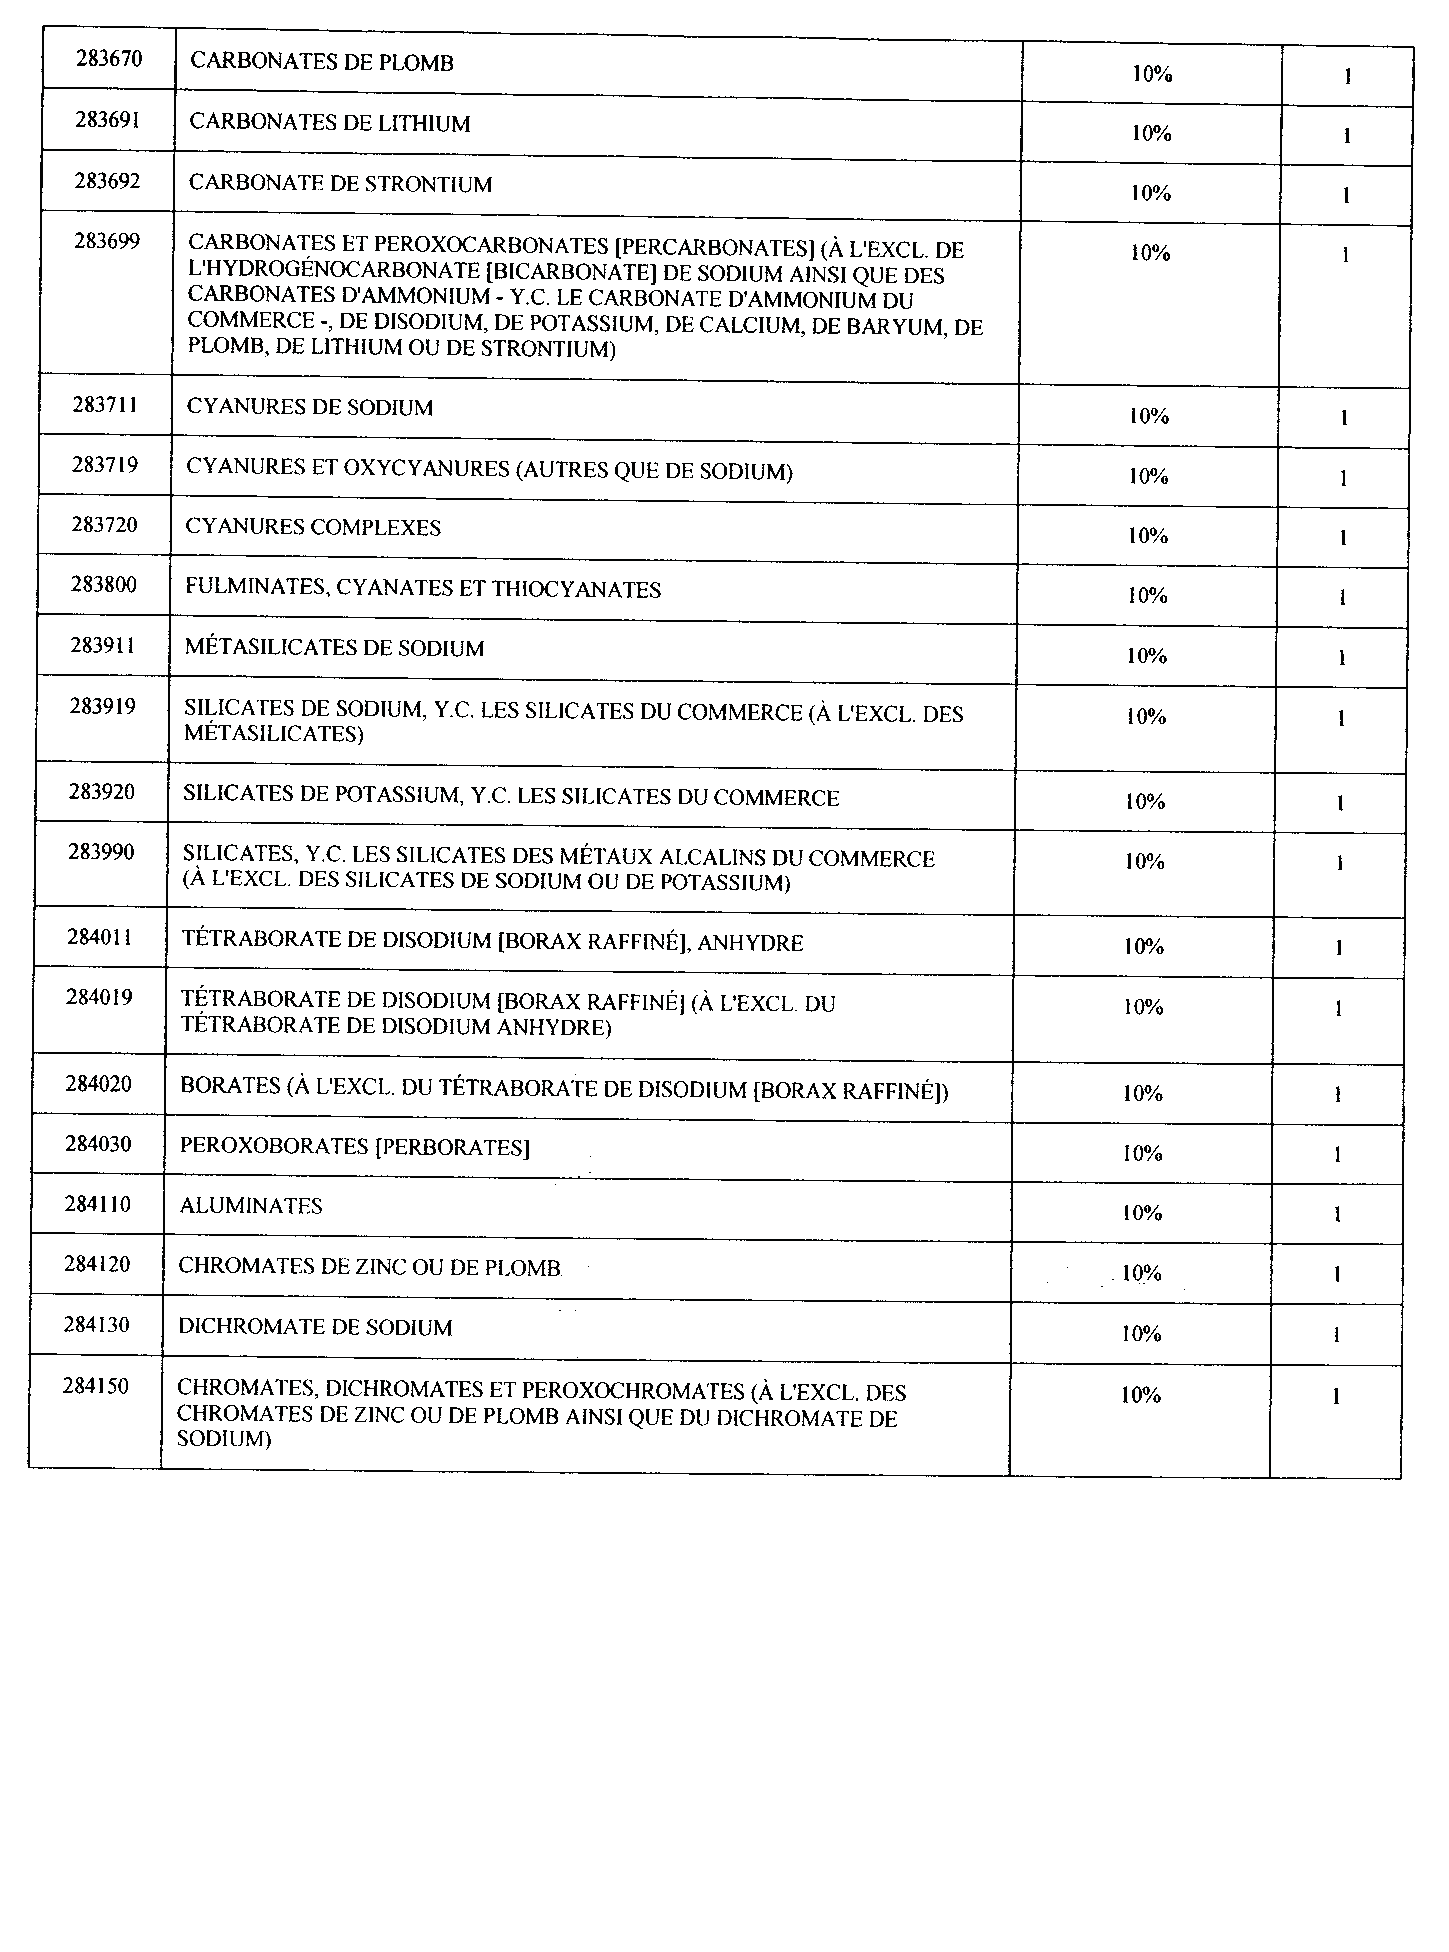 283670 CARBONATES DE PLOMB 10% 1
283691 CARBONATES DE LITHIUM 10% 1
283692 CARBONATE DE STRONTIUM 10% 1
283699 CARBONATES ET PEROXOCARBONATES [PERCARBONATES] (À L'EXCL. DE 10% 1
L'HYDROGÉNOCARBONATE [BICARBONATE] DE SODIUM AINSI QUE DES
CARBONATES D'AMMONIUM - Y.C. LE CARBONATE D'AMMONIUM DU
COMMERCE -, DE DISODIUM, DE POTASSIUM, DE CALCIUM, DE BARYUM, DE
PLOMB, DE LITHIUM OU DE STRONTIUM)
283711 CYANURES DE SODIUM 10% 1
283719 CYANURES ET OXYCYANURES (AUTRES QUE DE SODIUM) 10% 1
283720 CYANURES COMPLEXES 10% 1
283800 FULMINATES, CYANATES ET THIOCYANATES 10% 1
283911 MÉTASILICATES DE SODIUM 10% 1
283919 SILICATES DE SODIUM, Y.C. LES SILICATES DU COMMERCE (À L'EXCL. DES 10% 1
MÉTASILICATES)
283920 SILICATES DE POTASSIUM, Y.C. LES SILICATES DU COMMERCE 10% 1
283990 SILICATES, Y.C. LES SILICATES DES MÉTAUX ALCALINS DU COMMERCE 10% 1
(À L'EXCL. DES SILICATES DE SODIUM OU DE POTASSIUM)
284011 TÉTRABORATE DE DISODIUM [BORAX RAFFINÉ], ANHYDRE 10% 1
284019 TÉTRABORATE DE DISODIUM [BORAX RAFFINÉ] (À L'EXCL. DU 10% 1
TÉTRABORATE DE DISODIUM ANHYDRE)
284020 BORATES (À L'EXCL. DU TÉTRABORATE DE DISODIUM [BORAX RAFFINÉ]) 10% 1
284030 PEROXOBORATES [PERBORATES] 10% 1
284110 ALUMINATES 10% 1
284120 CHROMATES DE ZINC OU DE PLOMB 10% 1
284130 DICHROMATE DE SODIUM 10% 1
284150 CHROMATES, DICHROMATES ET PEROXOCHROMATES (À L'EXCL. DES 10% 1
CHROMATES DE ZINC OU DE PLOMB AINSI QUE DU DICHROMATE DE
SODIUM)